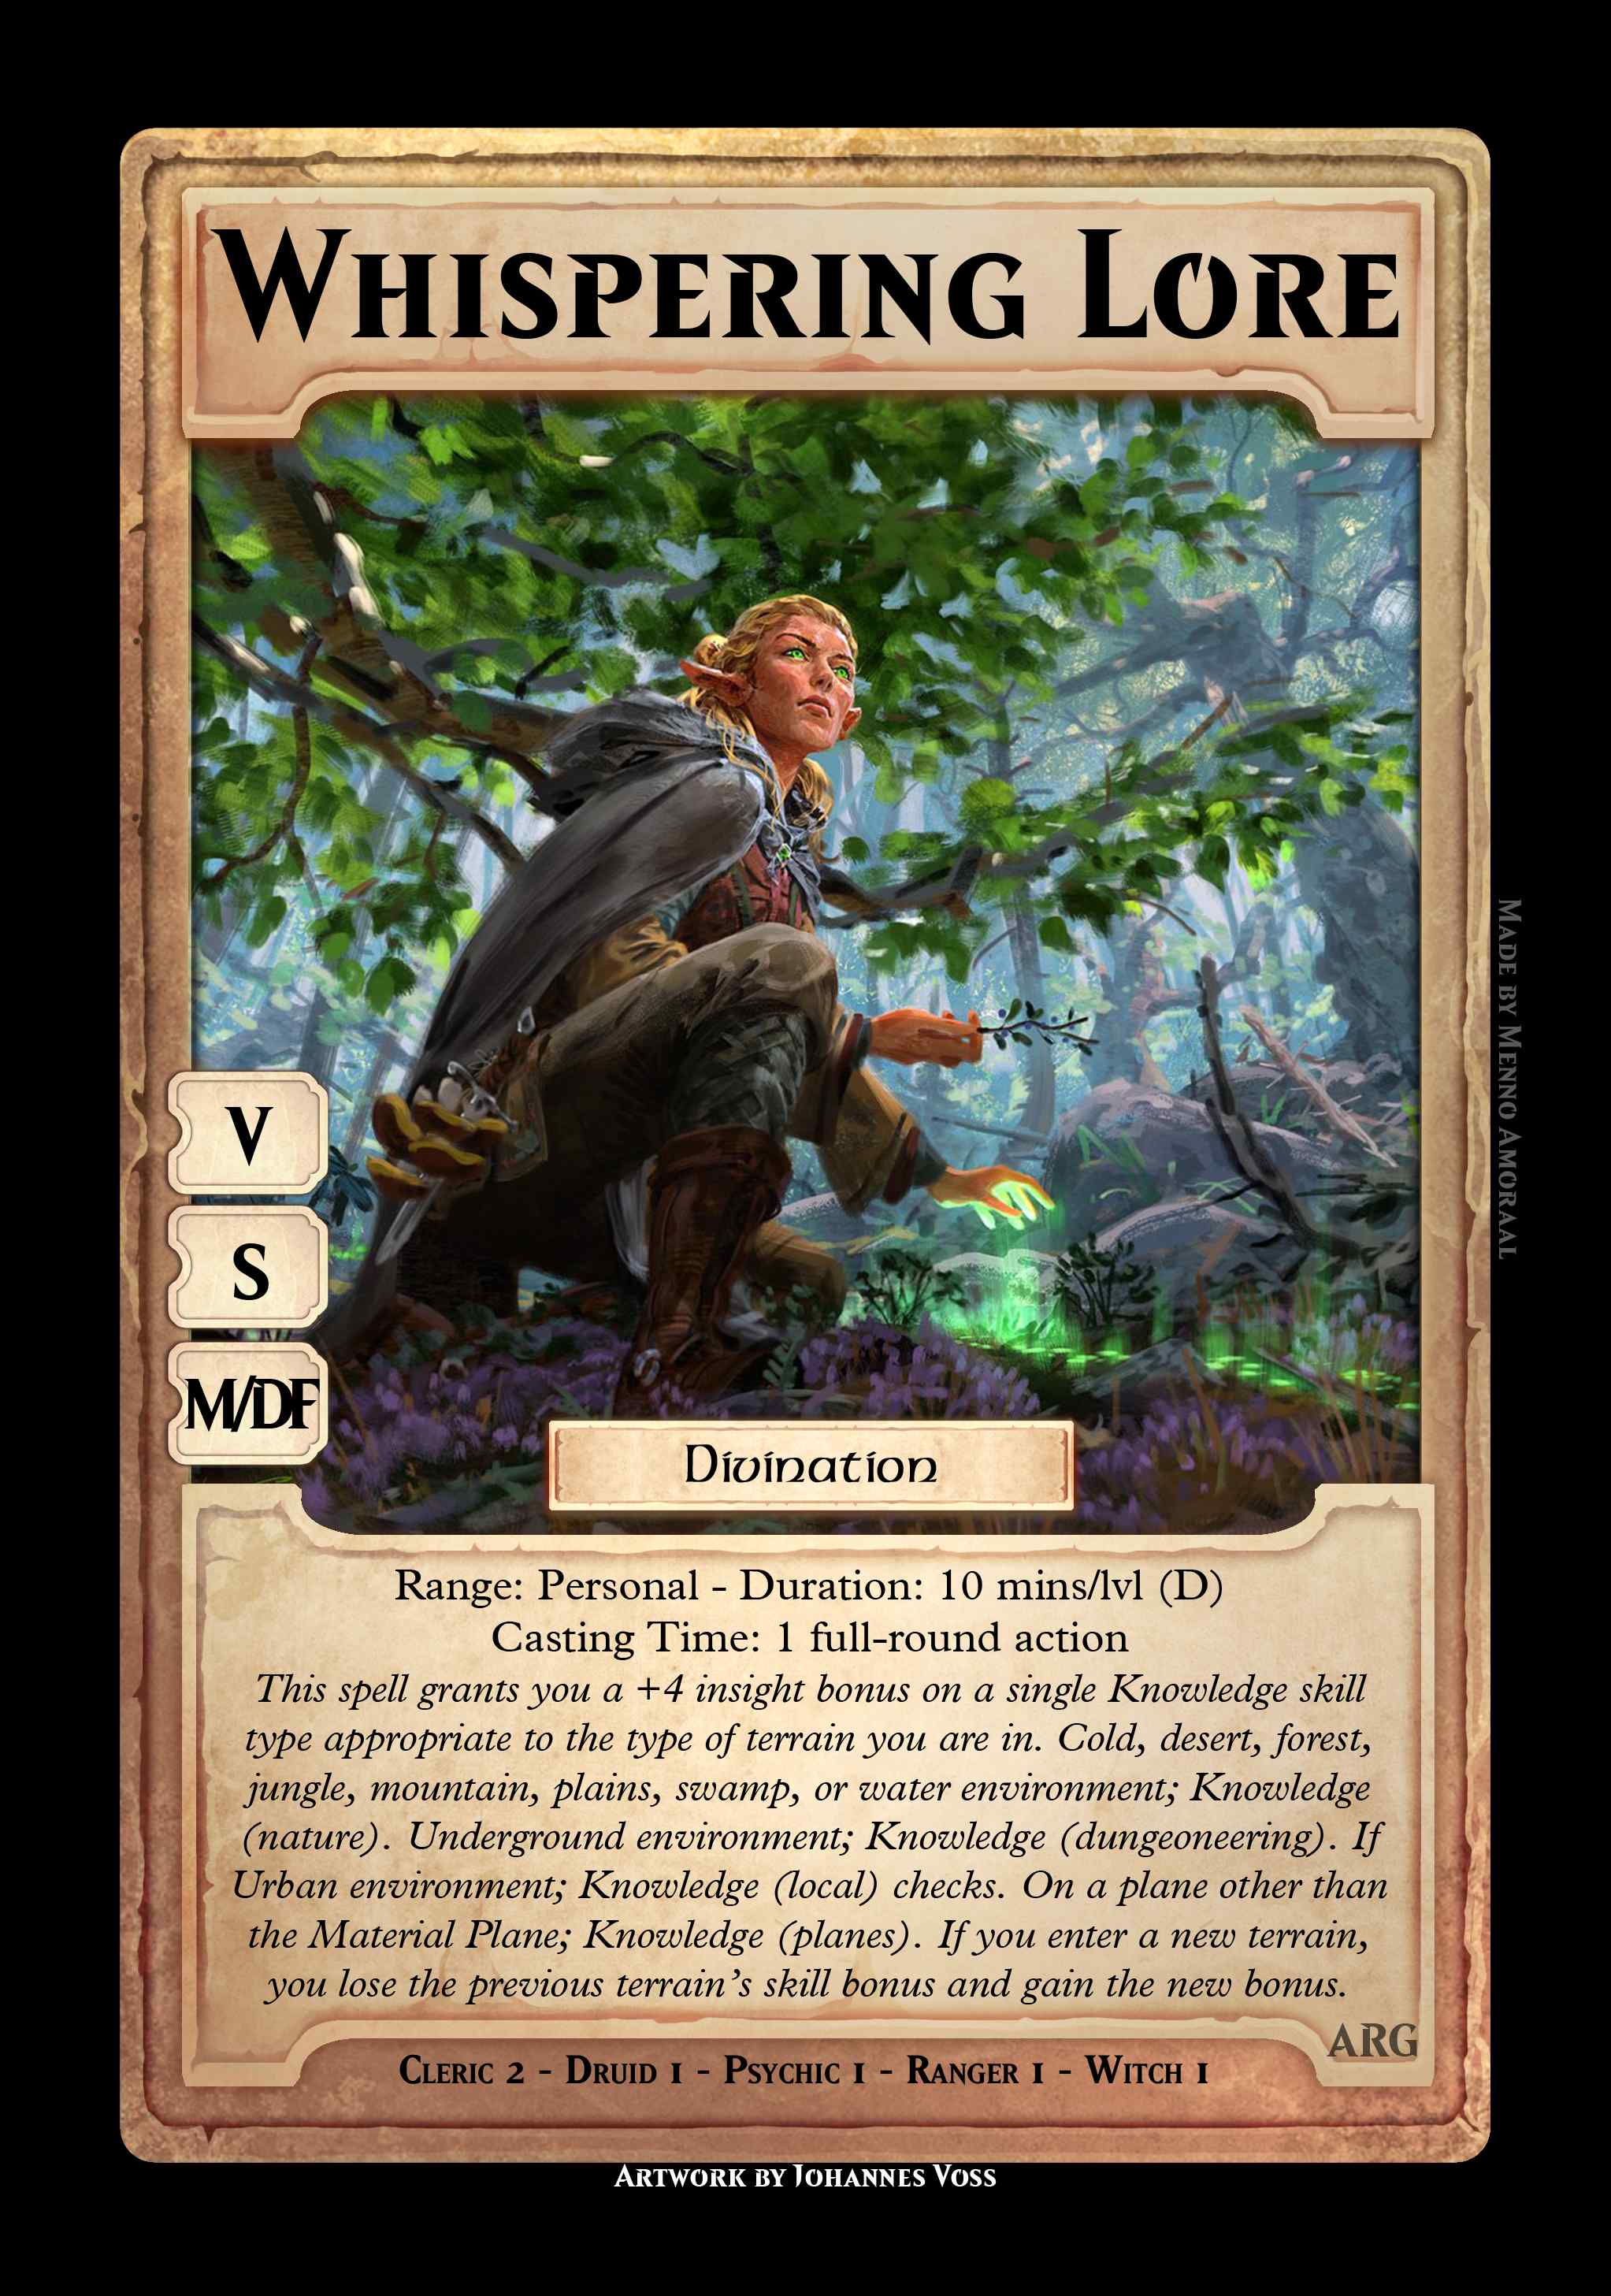 Whispering Lore
V
S
M/DF
Divination
Range: Personal - Duration: 10 mins/lvl (D)
Casting Time: 1 full-round action
This spell grants you a +4 insight bonus on a single Knowledge skill
type appropriate to the type of terrain you are in. Cold, desert, forest,
jungle, mountain, plains, swamp, or water environment; Knowledge
(nature). Underground environment; Knowledge (dungeoneering). If
Urban environment; Knowledge (local) checks. On a plane other than
the Material Plane; Knowledge (planes). If you enter a new terrain,
you lose the previous terrain's skill bonus and gain the new bonus.
ARG
Cleric 2 - Druid 1 - Psychic 1 - Ranger 1 - Witch 1
Artwork by Johannes Voss
Made by Menno Amoraal